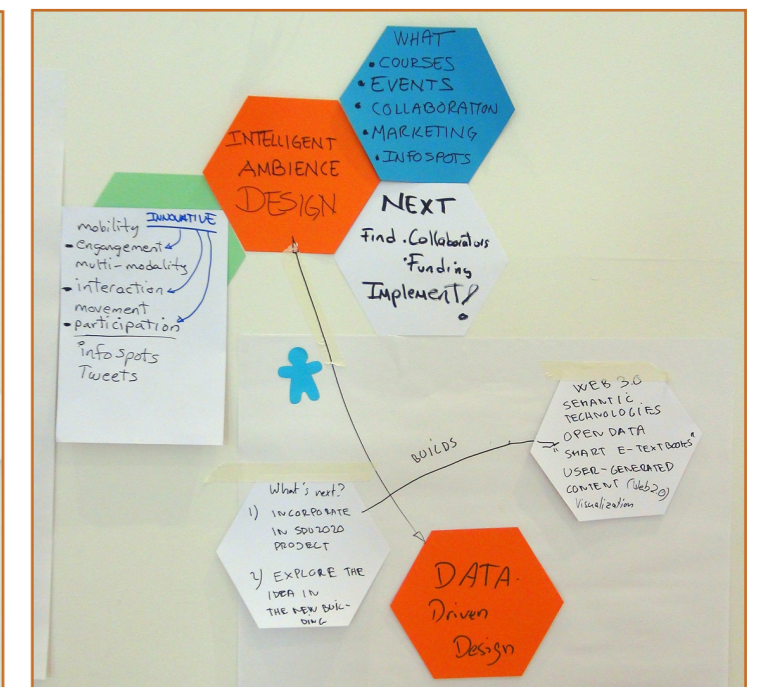 WHAT
• COURSES
• EVENTS
• COLLABORATION
• MARKETING
• INFOSPOTS
INTELLIGENT
AMBIENCE
DESIGN
NEXT
Find • Collaborators
• Funding
IMPlement!
INNOVATIVE
mobility
- engangement
multi-modality
- interaction
movement
- participation
infospots
Tweets
WEB 3.0
SEMANTIC
TECHNOLOGIES
OPEN DATA
"SMART E-TEXTBOOKS"
USER-GENERATED
CONTENT (Web2.0)
Visualization
BUILDS
What's next?
1) INCORPORATE
IN SDU2020
PROJECT
2) EXPLORE THE
IDEA IN
THE NEW BUIL-
DING
DATA.
Driven
Design